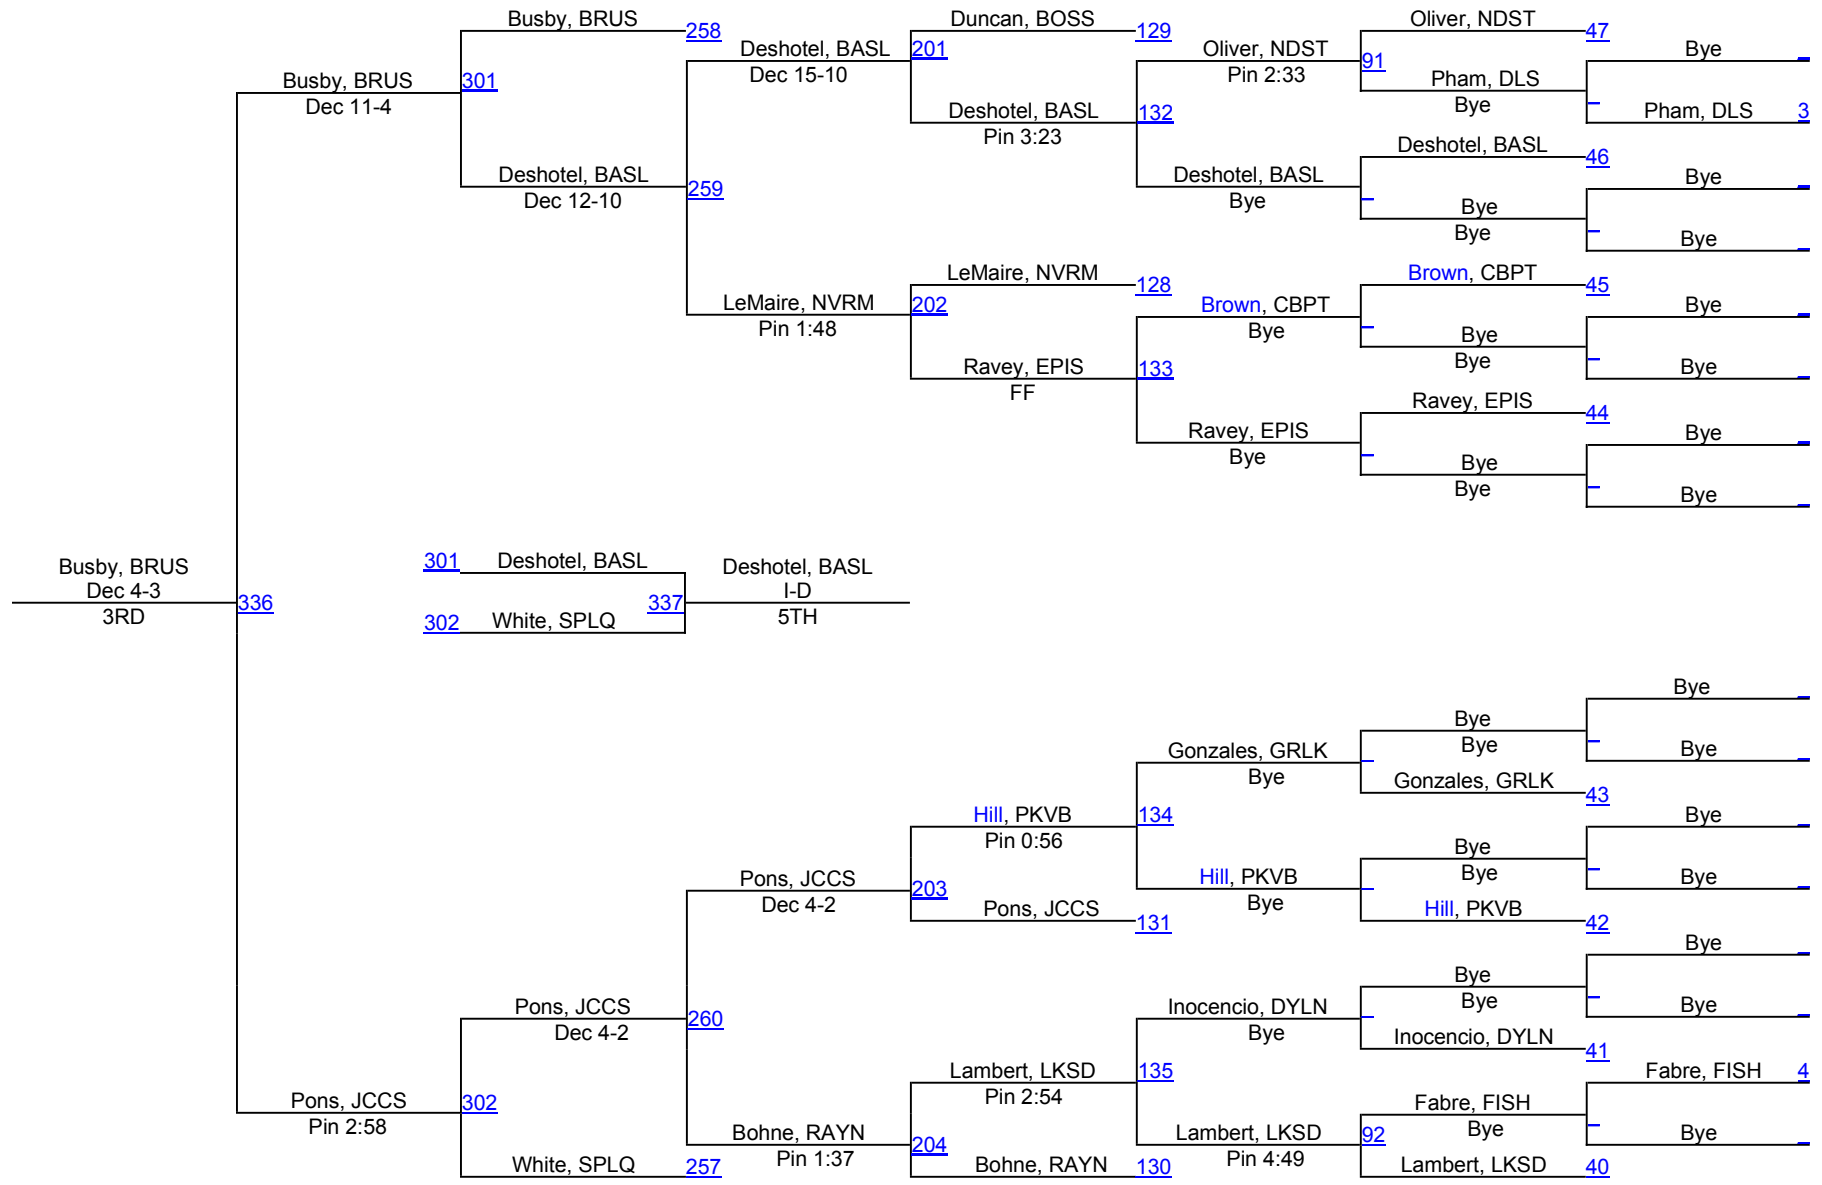 Busby, BRUS
258
Duncan, BOSS
129
Oliver, NDST
47
Deshotel, BASL
201
Dec 15-10
Oliver, NDST
91
Pin 2:33
Bye
Busby, BRUS
301
Dec 11-4
Pham, DLS
Bye
Deshotel, BASL
132
Pin 3:23
Pham, DLS
3
Deshotel, BASL
46
Deshotel, BASL
259
Dec 12-10
Deshotel, BASL
Bye
Bye
Bye
Bye
Bye
LeMaire, NVRM
128
Brown, CBPT
45
LeMaire, NVRM
202
Pin 1:48
Brown, CBPT
Bye
Bye
Bye
Bye
Ravey, EPIS
133
FF
Bye
Ravey, EPIS
44
Ravey, EPIS
Bye
Bye
Bye
Bye
Bye
Busby, BRUS
Dec 4-3
336
3RD
301
Deshotel, BASL
302
White, SPLQ
337
Deshotel, BASL
I-D
5TH
Bye
Bye
Bye
Bye
Gonzales, GRLK
Bye
Gonzales, GRLK
43
Hill, PKVB
134
Pin 0:56
Bye
Bye
Bye
Bye
Pons, JCCS
203
Dec 4-2
Hill, PKVB
Bye
Pons, JCCS
131
Hill, PKVB
42
Bye
Bye
Bye
Bye
Pons, JCCS
260
Dec 4-2
Inocencio, DYLN
Bye
Inocencio, DYLN
41
Lambert, LKSD
135
Pin 2:54
Fabre, FISH
4
Pons, JCCS
302
Pin 2:58
Fabre, FISH
Bye
Bye
Bohne, RAYN
204
Pin 1:37
Lambert, LKSD
92
Pin 4:49
White, SPLQ
257
Bohne, RAYN
130
Lambert, LKSD
40